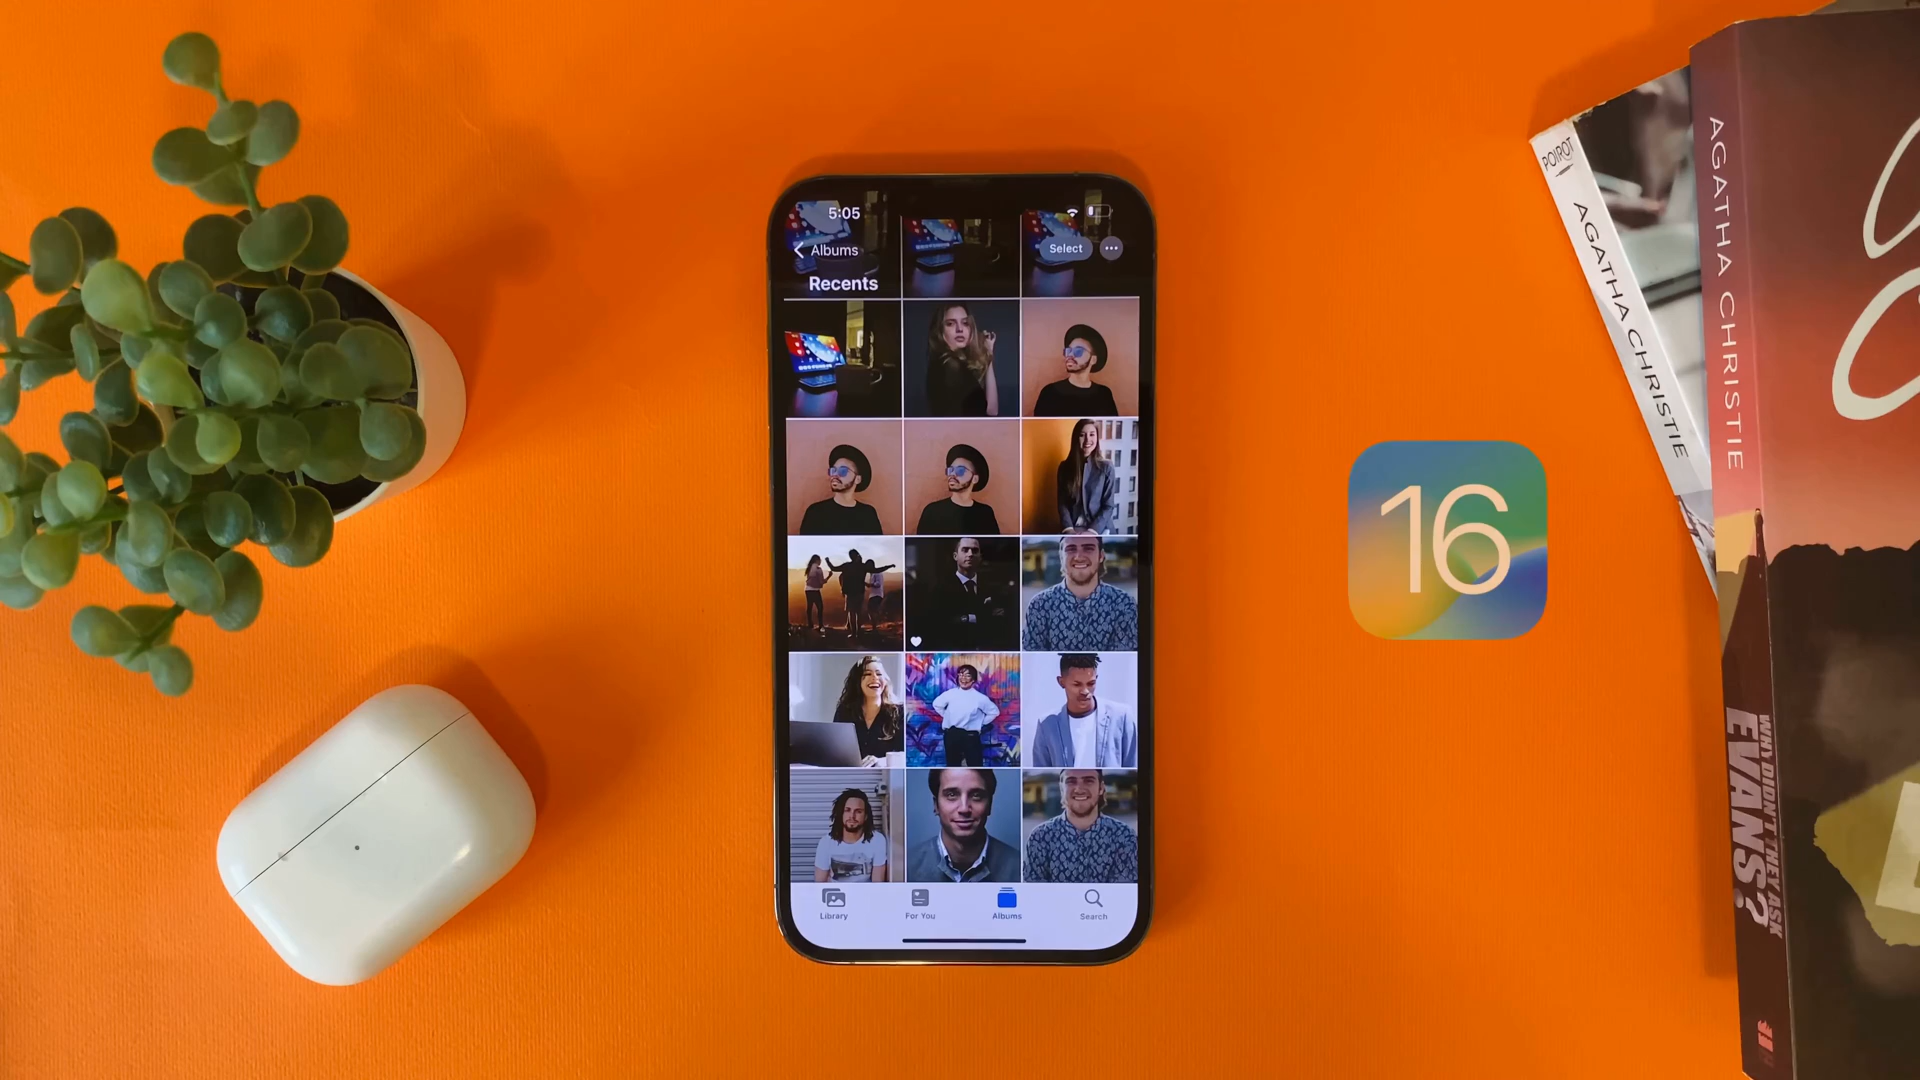 5:05
Albums
Select
Recents
Library
For You
Albums
Search
16
POIROT
AGATHA CHRISTIE
AGATHA CHRISTIE
WHY DIDN'T THEY ASK
EVANS?